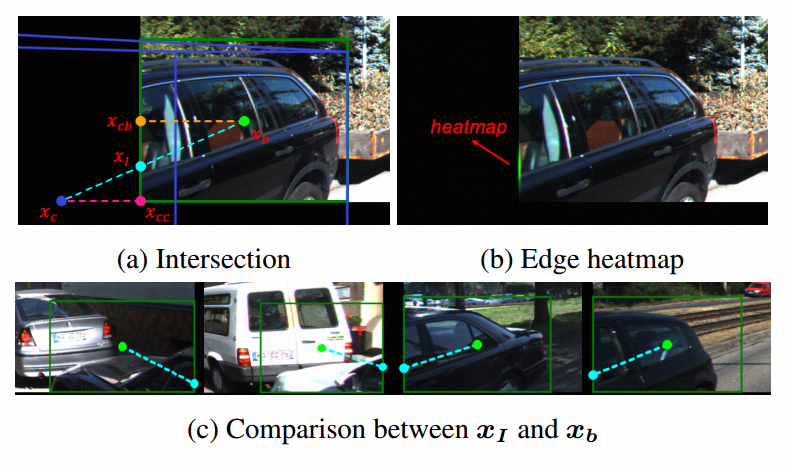 x_cb
x_b
x_I
x_c
x_cc
heatmap
(a) Intersection
(b) Edge heatmap
(c) Comparison between x_I and x_b